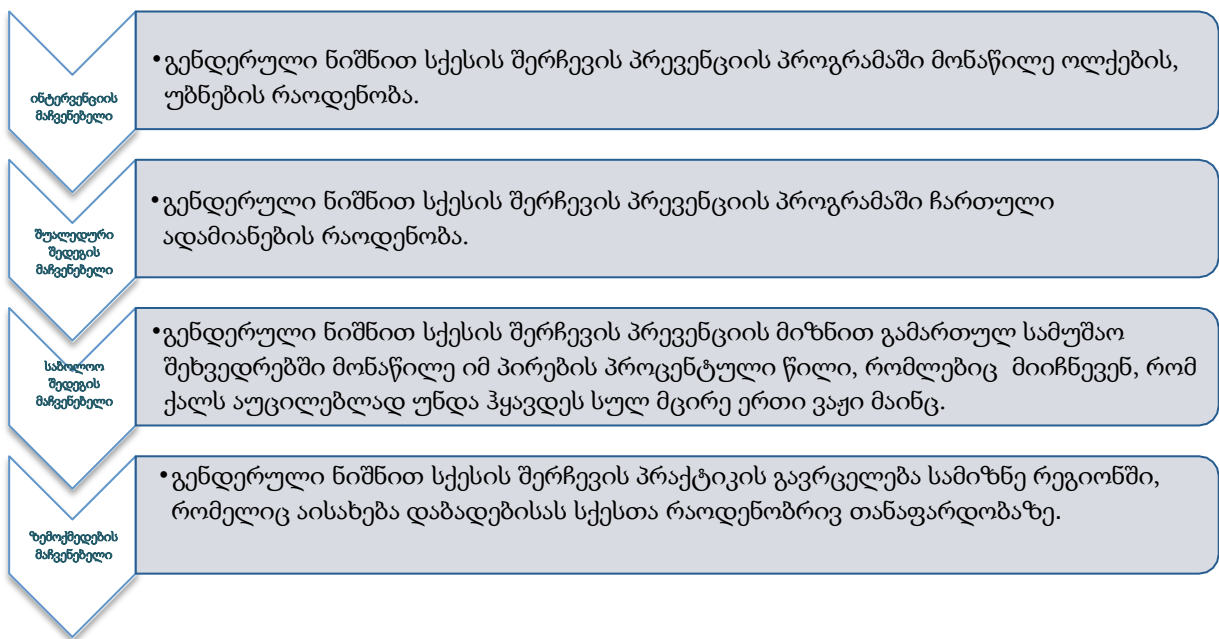 ინტერვენციის
მაჩვენებელი
•გენდერული ნიშნით სქესის შერჩევის პრევენციის პროგრამაში მონაწილე ოლქების,
უბნების რაოდენობა.
შუალედური
შედეგის
მაჩვენებელი
•გენდერული ნიშნით სქესის შერჩევის პრევენციის პროგრამაში ჩართული
ადამიანების რაოდენობა.
საბოლოო
შედეგის
მაჩვენებელი
•გენდერული ნიშნით სქესის შერჩევის პრევენციის მიზნით გამართულ სამუშაო
შეხვედრებში მონაწილე იმ პირების პროცენტული წილი, რომლებიც მიიჩნევენ, რომ
ქალს აუცილებლად უნდა ჰყავდეს სულ მცირე ერთი ვაჟი მაინც.
ზემოქმედების
მაჩვენებელი
•გენდერული ნიშნით სქესის შერჩევის პრაქტიკის გავრცელება სამიზნე რეგიონში,
რომელიც აისახება დაბადებისას სქესთა რაოდენობრივ თანაფარდობაზე.